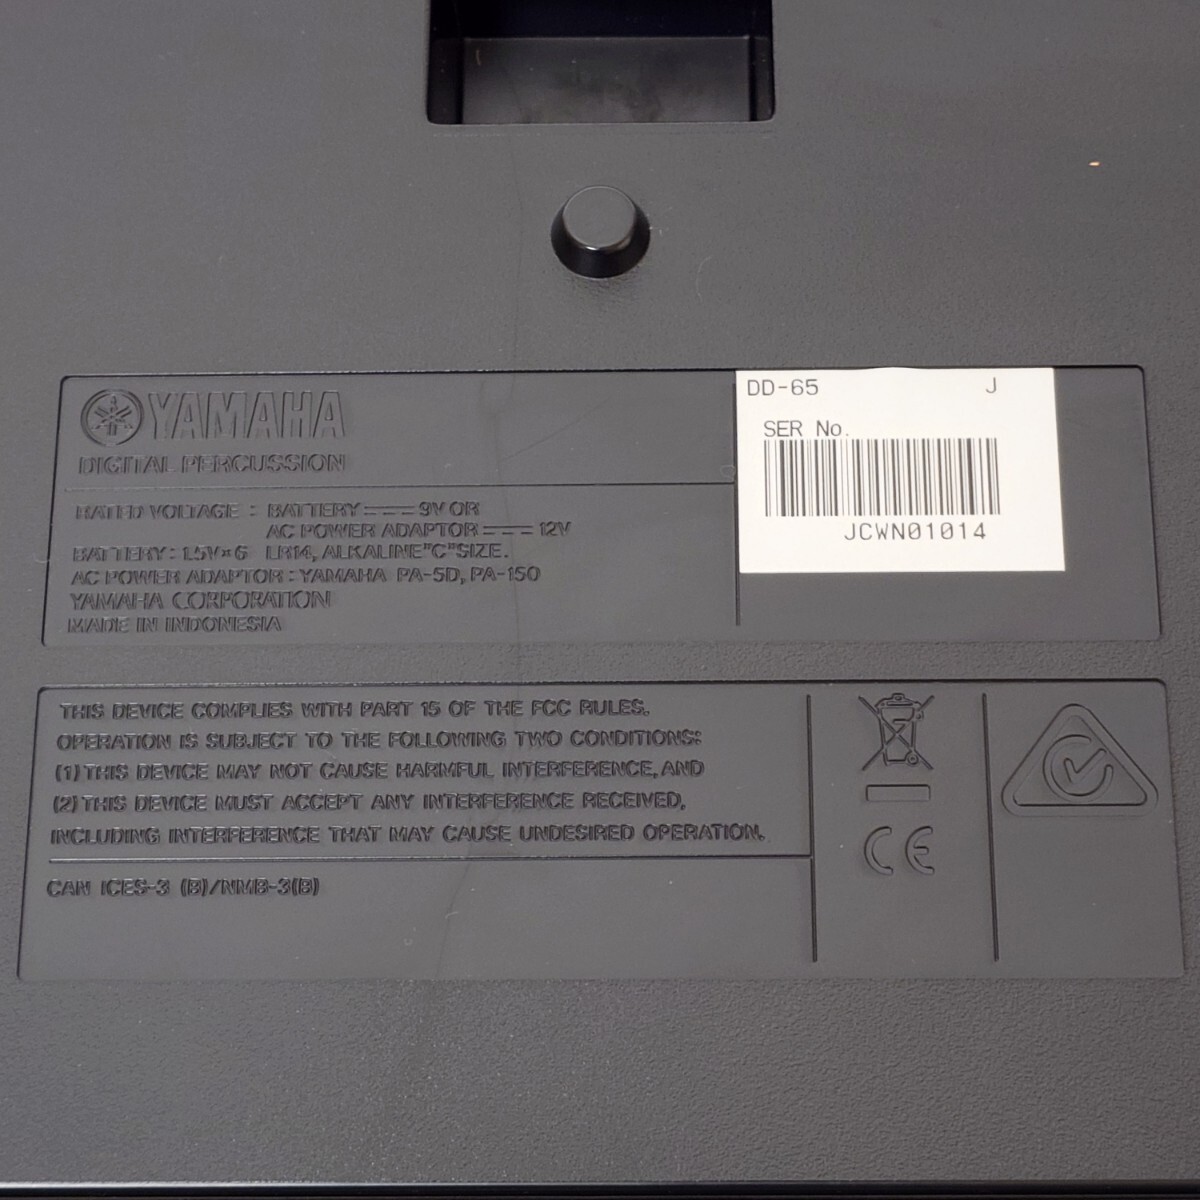 YAMAHA
DIGITAL PERCUSSION
DD-65 J
SER No.
JCWN01014
RATED VOLTAGE : BATTERY ⎓ 9V OR
AC POWER ADAPTOR ⎓ 12V
BATTERY : 1.5V×6 LR14, ALKALINE"C"SIZE.
AC POWER ADAPTOR : YAMAHA PA-5D, PA-150
YAMAHA CORPORATION
MADE IN INDONESIA
THIS DEVICE COMPLIES WITH PART 15 OF THE FCC RULES.
OPERATION IS SUBJECT TO THE FOLLOWING TWO CONDITIONS:
(1) THIS DEVICE MAY NOT CAUSE HARMFUL INTERFERENCE, AND
(2) THIS DEVICE MUST ACCEPT ANY INTERFERENCE RECEIVED,
INCLUDING INTERFERENCE THAT MAY CAUSE UNDESIRED OPERATION.
CAN ICES-3 (B)/NMB-3(B)
CE